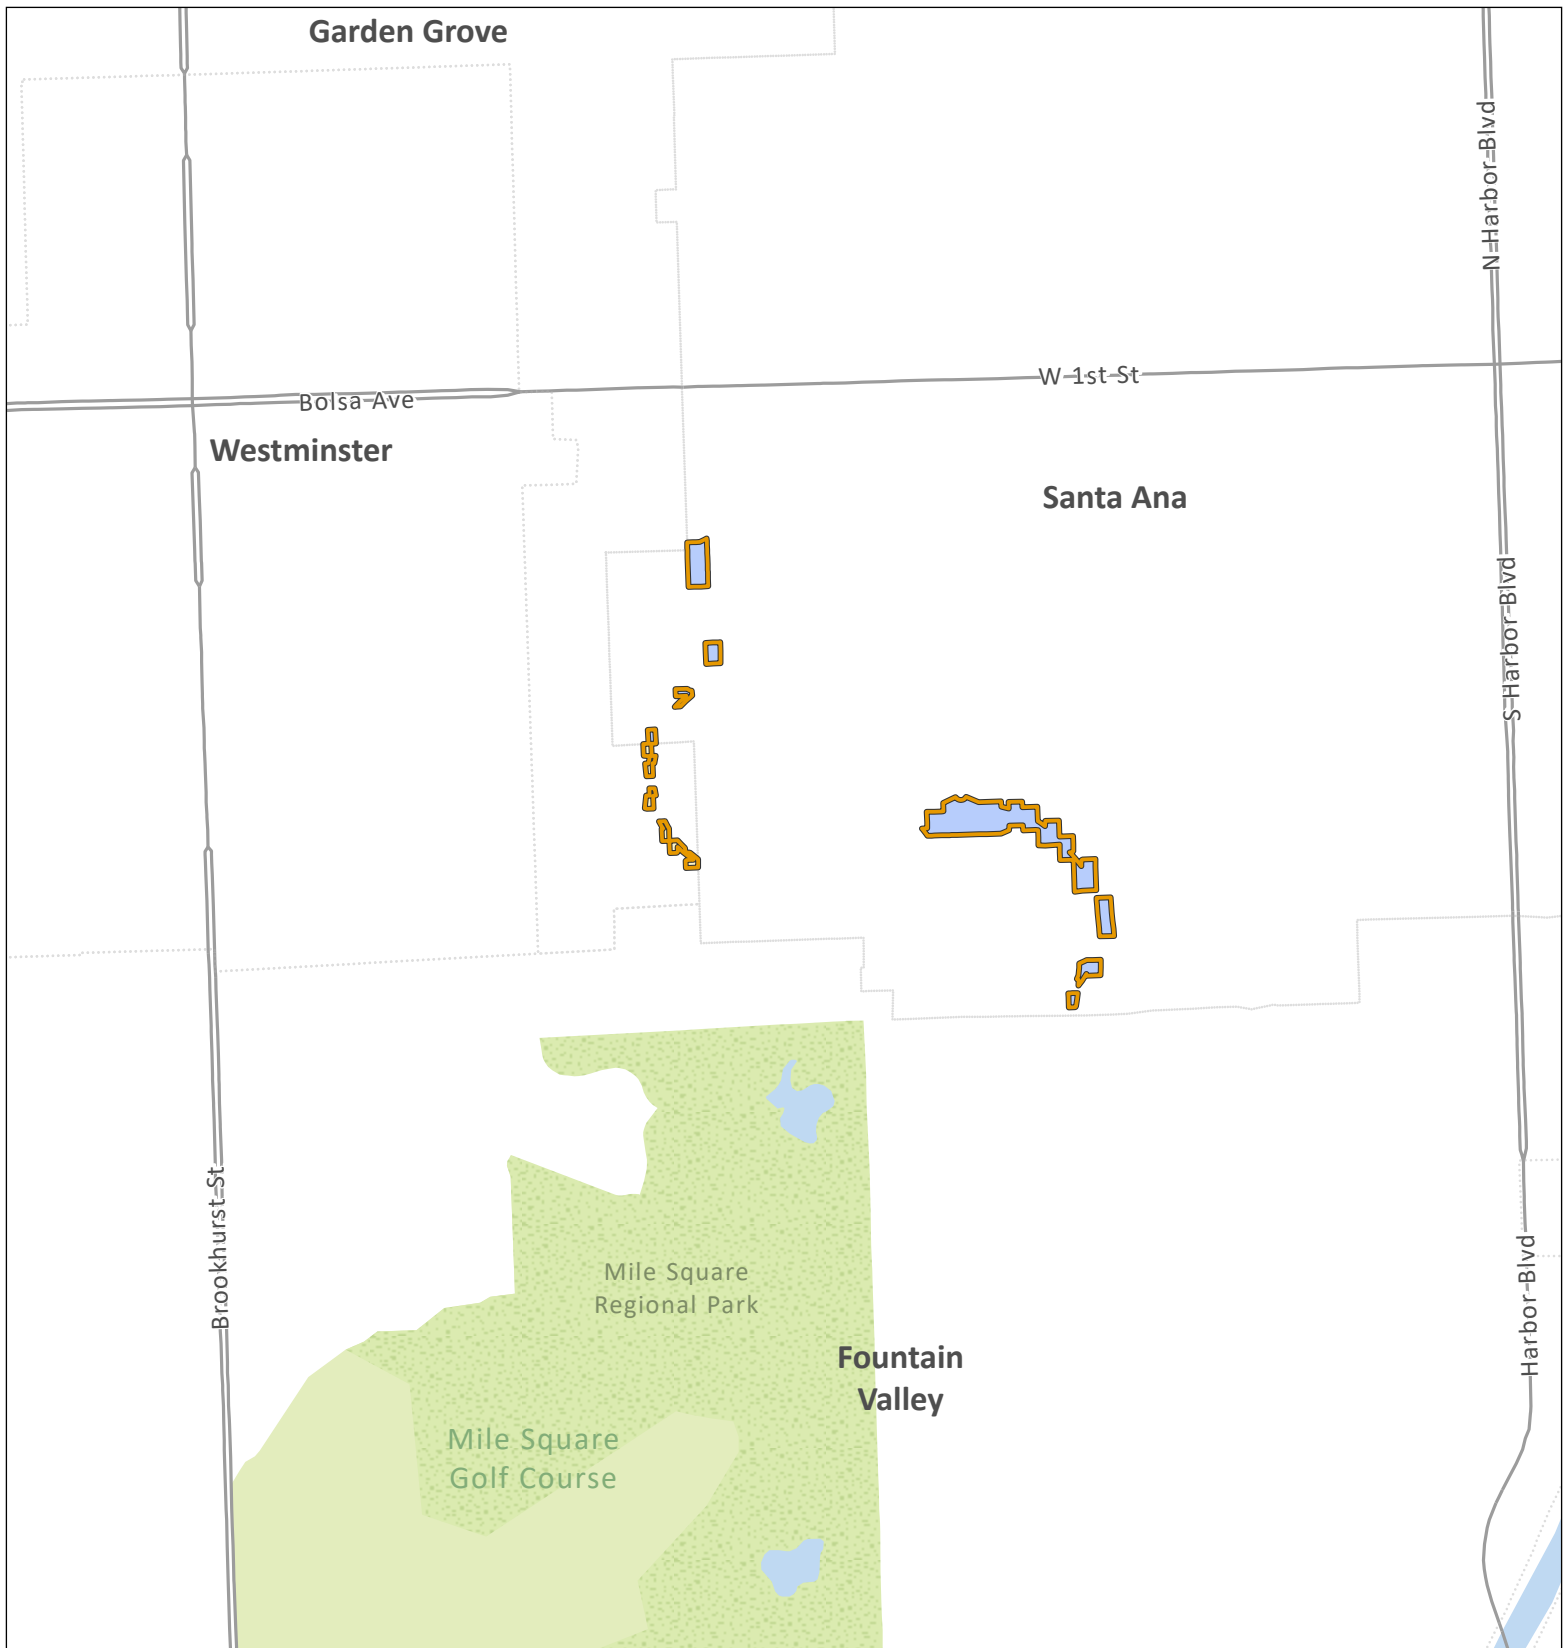 Garden Grove
N Harbor Blvd
W 1st St
Bolsa Ave
Westminster
Santa Ana
S Harbor Blvd
Brookhurst St
Mile Square
Regional Park
Harbor Blvd
Fountain
Valley
Mile Square
Golf Course